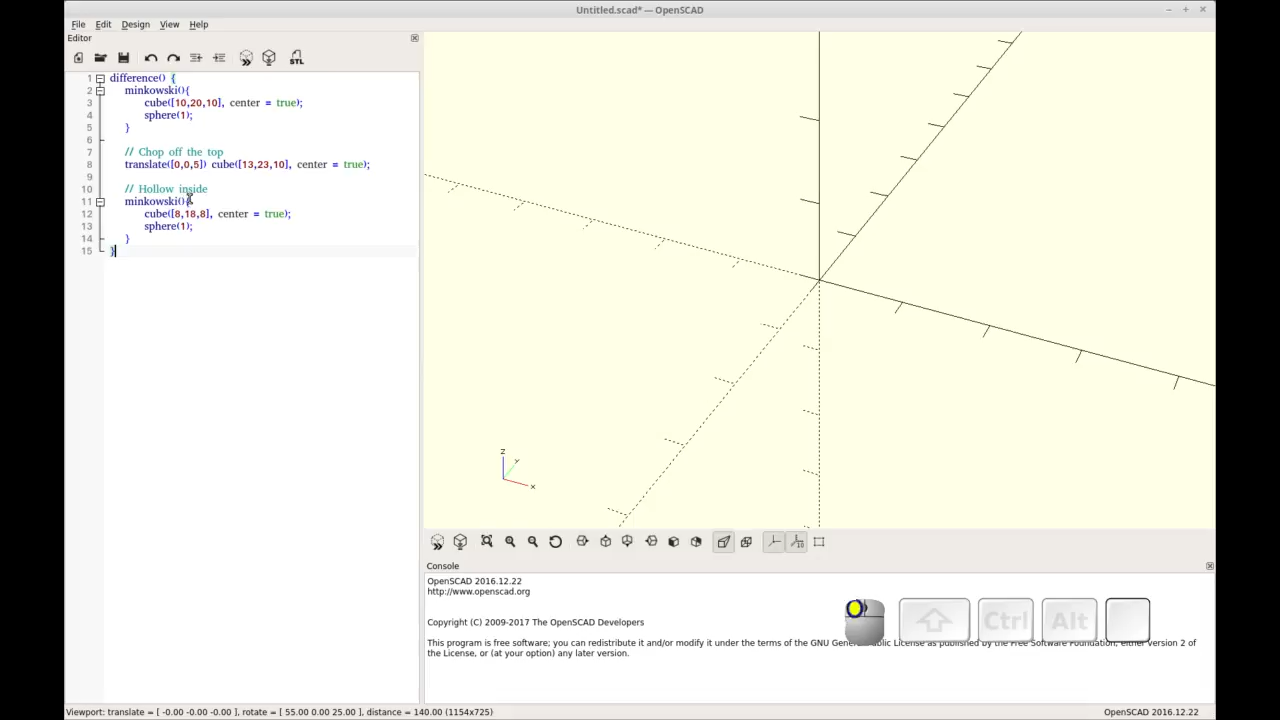 Untitled.scad* — OpenSCAD
File Edit Design View Help
Editor
STL
1 difference() {
2 minkowski(){
3 cube([10,20,10], center = true);
4 sphere(1);
5 }
6
7 // Chop off the top
8 translate([0,0,5]) cube([13,23,10], center = true);
9
10 // Hollow inside
11 minkowski(){
12 cube([8,18,8], center = true);
13 sphere(1);
14 }
15 }
Z
Y
X
10
Console
OpenSCAD 2016.12.22
http://www.openscad.org
Copyright (C) 2009-2017 The OpenSCAD Developers
Ctrl Alt
This program is free software; you can redistribute it and/or modify it under the terms of the GNU General Public License as published by the Free Software Foundation; either version 2 of
the License, or (at your option) any later version.
Viewport: translate = [ -0.00 -0.00 -0.00 ], rotate = [ 55.00 0.00 25.00 ], distance = 140.00 (1154x725)
OpenSCAD 2016.12.22